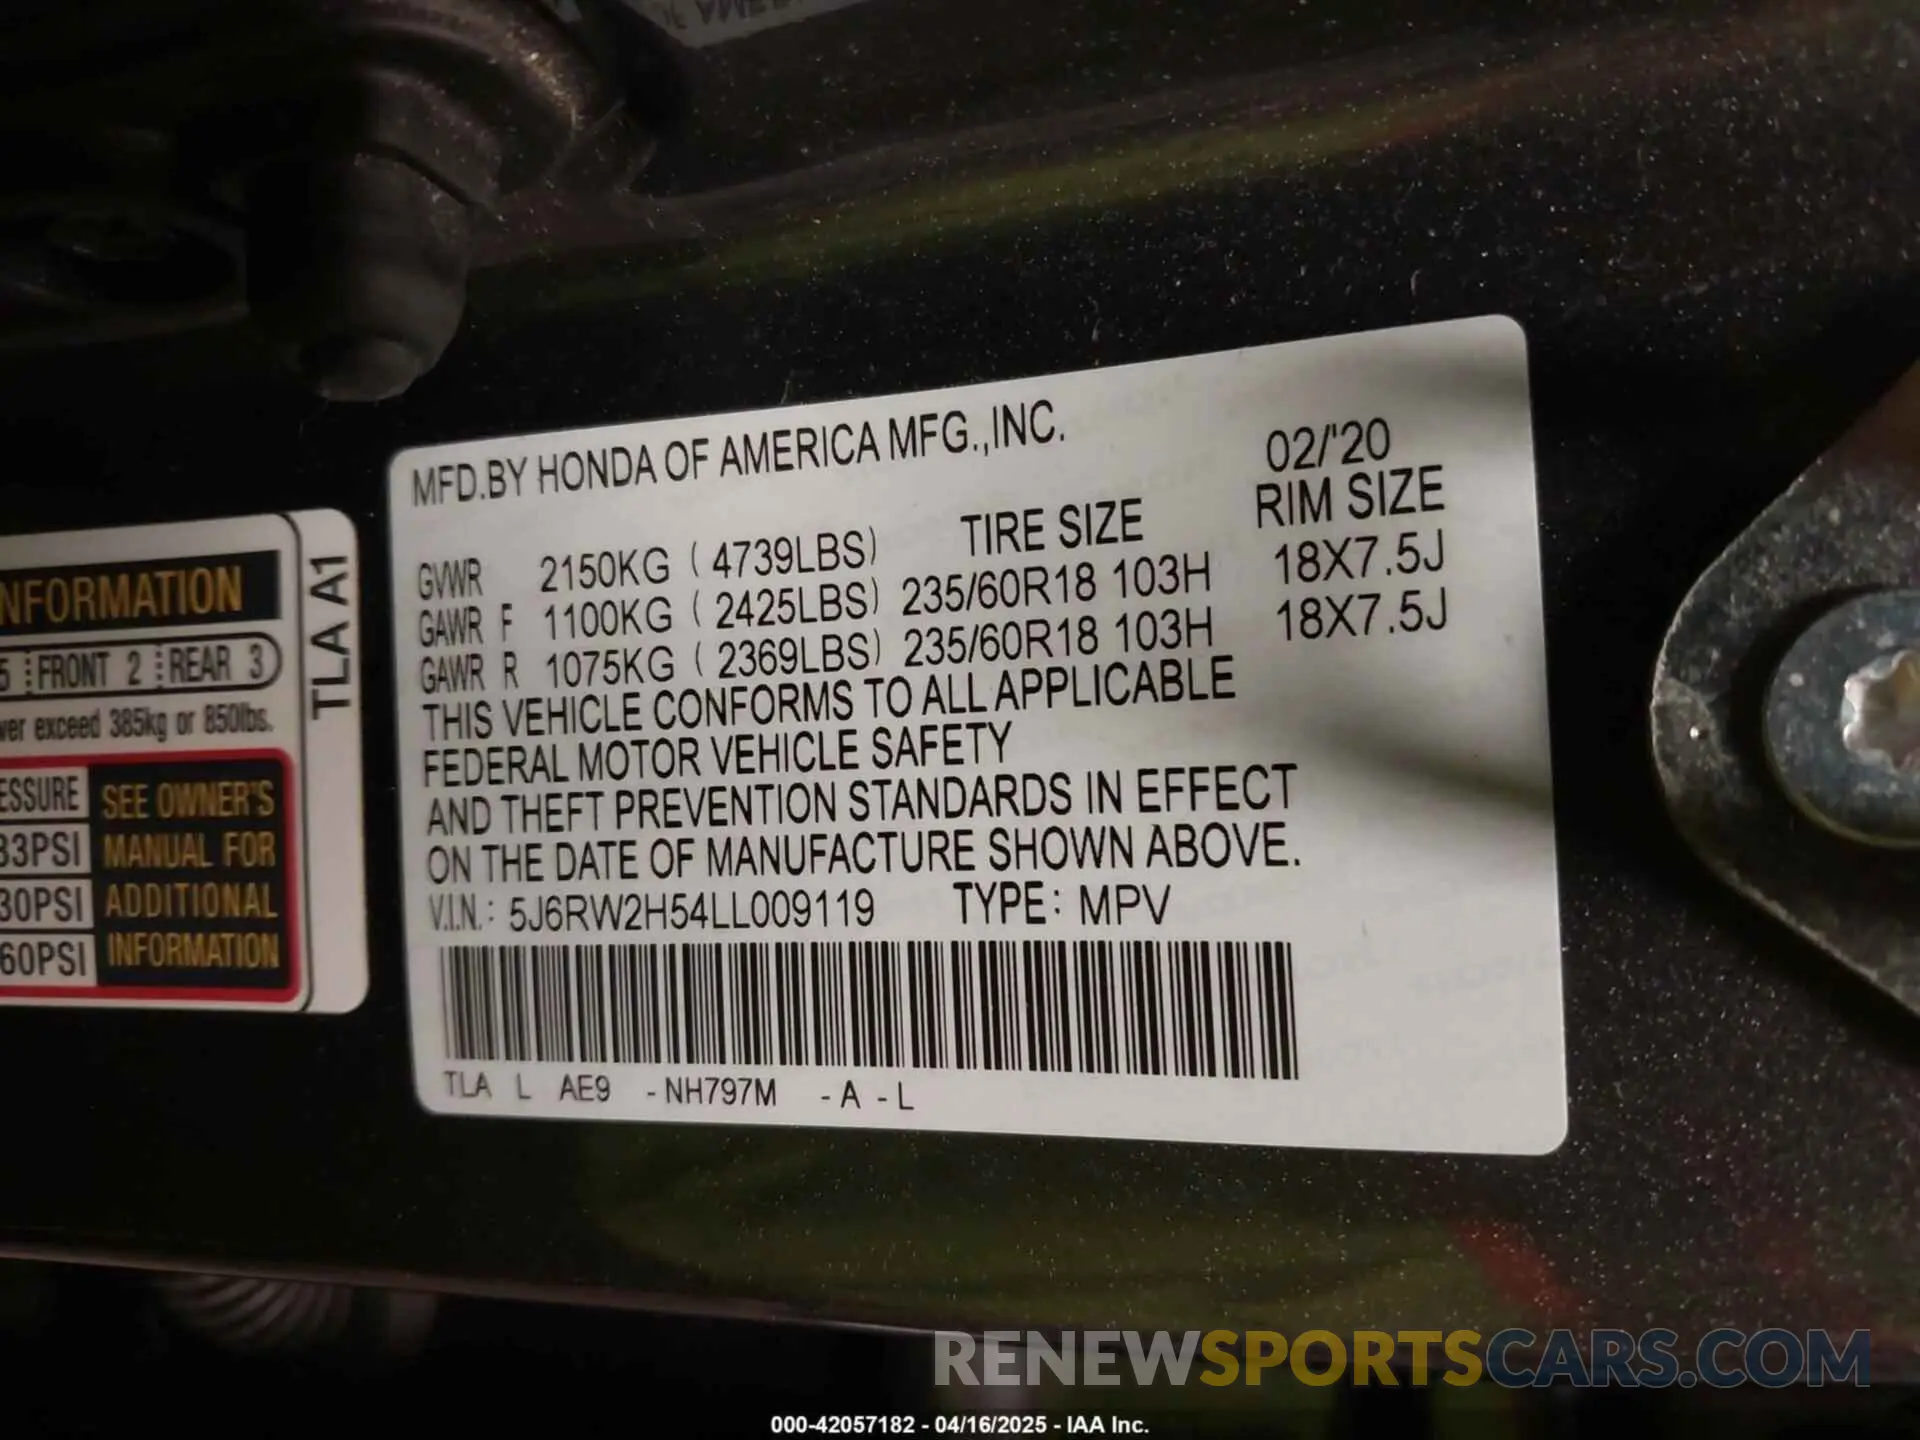 MFD.BY HONDA OF AMERICA MFG.,INC. 02/'20
TIRE SIZE RIM SIZE
GVWR 2150KG ( 4739LBS)
GAWR F 1100KG ( 2425LBS) 235/60R18 103H 18X7.5J
GAWR R 1075KG ( 2369LBS) 235/60R18 103H 18X7.5J
THIS VEHICLE CONFORMS TO ALL APPLICABLE
FEDERAL MOTOR VEHICLE SAFETY
AND THEFT PREVENTION STANDARDS IN EFFECT
ON THE DATE OF MANUFACTURE SHOWN ABOVE.
V.I.N.: 5J6RW2H54LL009119 TYPE: MPV
TLA L AE9 -NH797M -A -L
NFORMATION
5 FRONT 2 REAR 3
ver exceed 385kg or 850lbs.
ESSURE
33PSI
30PSI
60PSI
SEE OWNER'S
MANUAL FOR
ADDITIONAL
INFORMATION
TLA A1
RENEWSPORTSCARS.COM
000-42057182 - 04/16/2025 - IAA Inc.